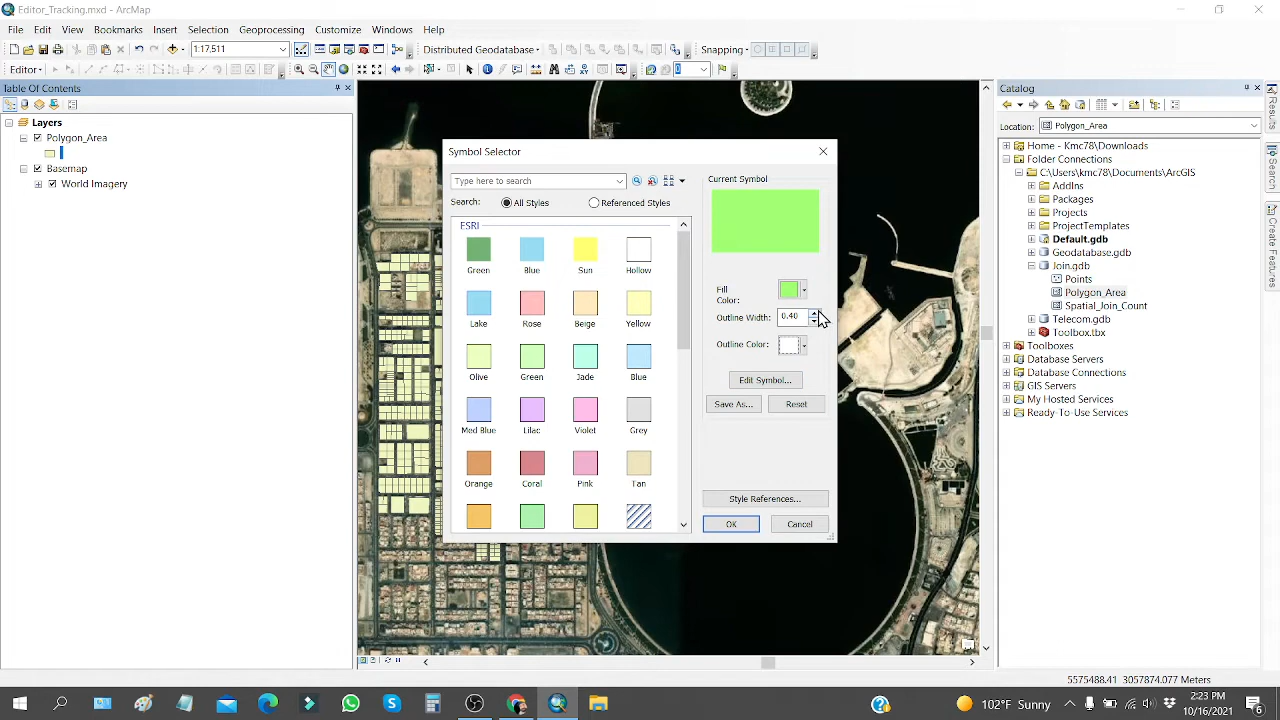 Editor_Tracking.mxd - ArcMap
File Edit View Bookmarks Insert Selection Geoprocessing Customize Windows Help
1:17,511 Distributed Geodatabase Snapping
Editor
Table Of Contents
Layers
Polygon_Area
Basemap
World Imagery
Symbol Selector
Type here to search
Search: All Styles Referenced Styles
ESRI
Green Blue Sun Hollow
Lake Rose Beige Yellow
Olive Green Jade Blue
Med Blue Lilac Violet Grey
Orange Coral Pink Tan
Current Symbol
Fill
Color:
Outline Width: 0.40
Outline Color:
Edit Symbol...
Save As... Reset
Style References...
OK Cancel
Catalog
Location: Polygon_Area
Home - Kmc78\Downloads
Folder Connections
C:\Users\kmc78\Documents\ArcGIS
AddIns
Packages
Projects
ProjectTemplates
Default.gdb
Geodatabase.gdb
Join.gdb
Points
Polygon_Area
Spatial_Join_Count
Telecom.gdb
Toolbox.tbx
Toolboxes
Database Servers
Database Connections
GIS Servers
My Hosted Services
Ready-To-Use Services
Results
Search
Create Features
5575488.41 3057874.077 Meters
102°F Sunny
2:23 PM
10/16/2021
6